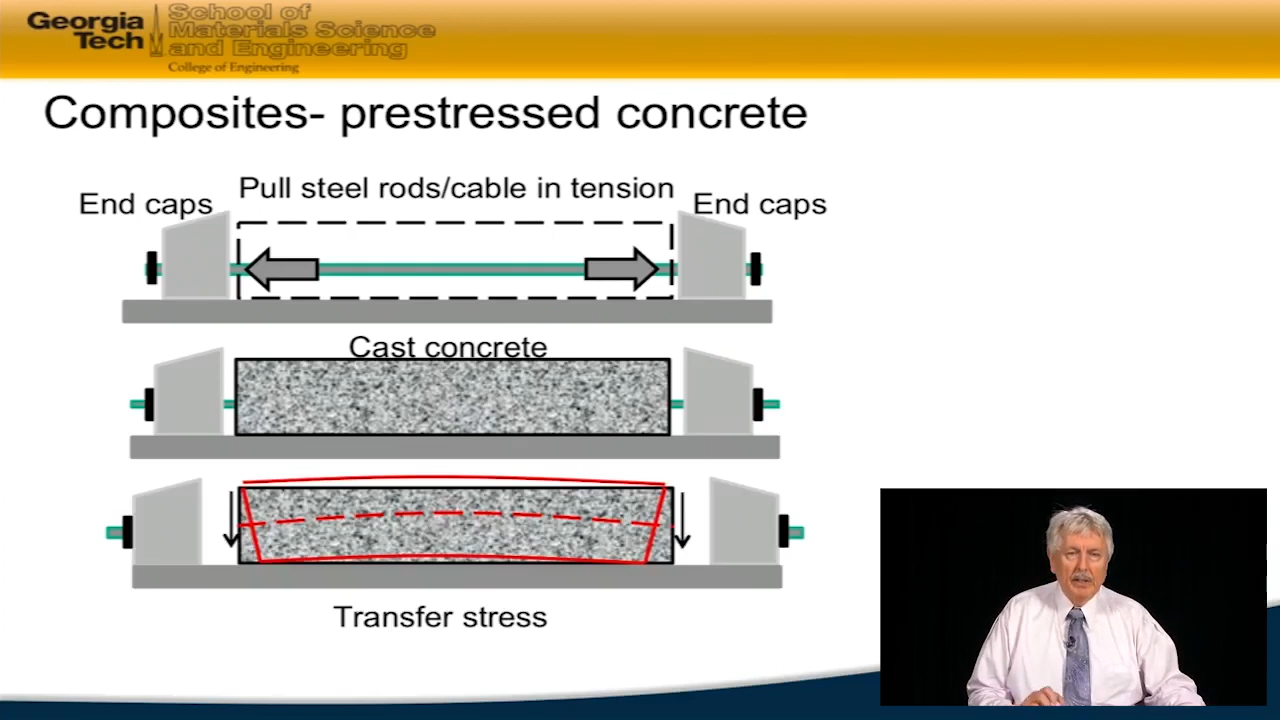 Georgia
Tech
School of
Materials Science
and Engineering
College of Engineering
Composites- prestressed concrete
Pull steel rods/cable in tension
End caps
End caps
Cast concrete
Transfer stress